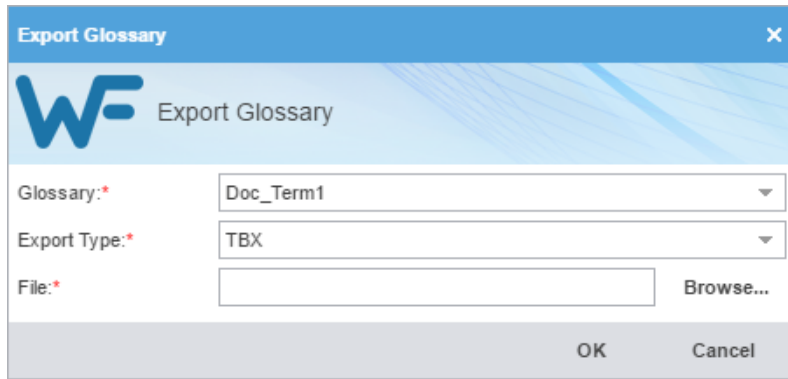 Export Glossary
WF Export Glossary
Glossary:* Doc_Term1
Export Type:* TBX
File:* Browse...
OK Cancel